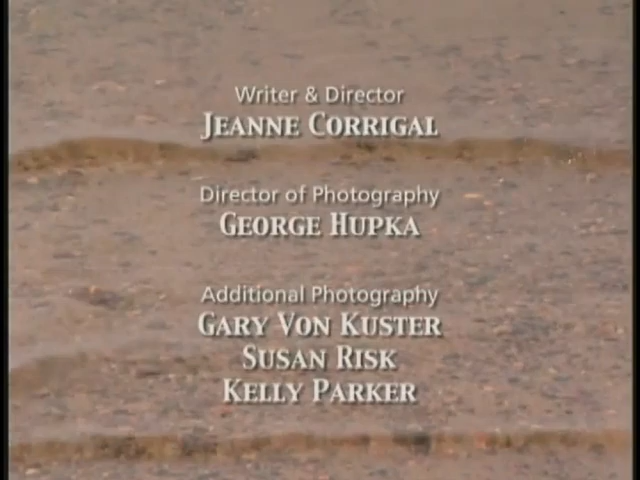 Writer & Director
JEANNE CORRIGAL
Director of Photography
GEORGE HUPKA
Additional Photography
GARY VON KUSTER
SUSAN RISK
KELLY PARKER